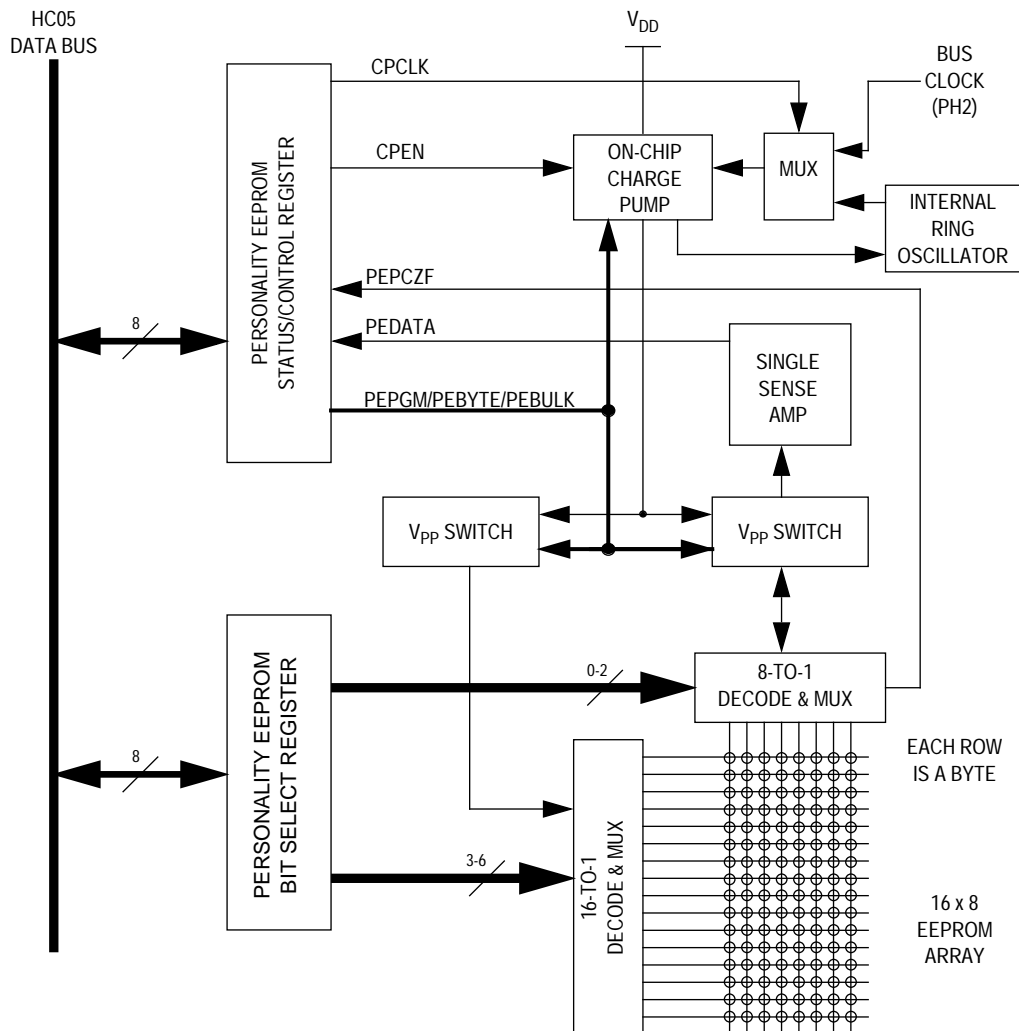 HC05
DATA BUS
V_DD
BUS
CLOCK
(PH2)
CPCLK
CPEN
ON-CHIP
CHARGE
PUMP
MUX
INTERNAL
RING
OSCILLATOR
PERSONALITY EEPROM
STATUS/CONTROL REGISTER
PEPCZF
PEDATA
8
SINGLE
SENSE
AMP
PEPGM/PEBYTE/PEBULK
V_PP SWITCH
V_PP SWITCH
PERSONALITY EEPROM
BIT SELECT REGISTER
0-2
8-TO-1
DECODE & MUX
8
EACH ROW
IS A BYTE
3-6
16-TO-1
DECODE & MUX
16 x 8
EEPROM
ARRAY